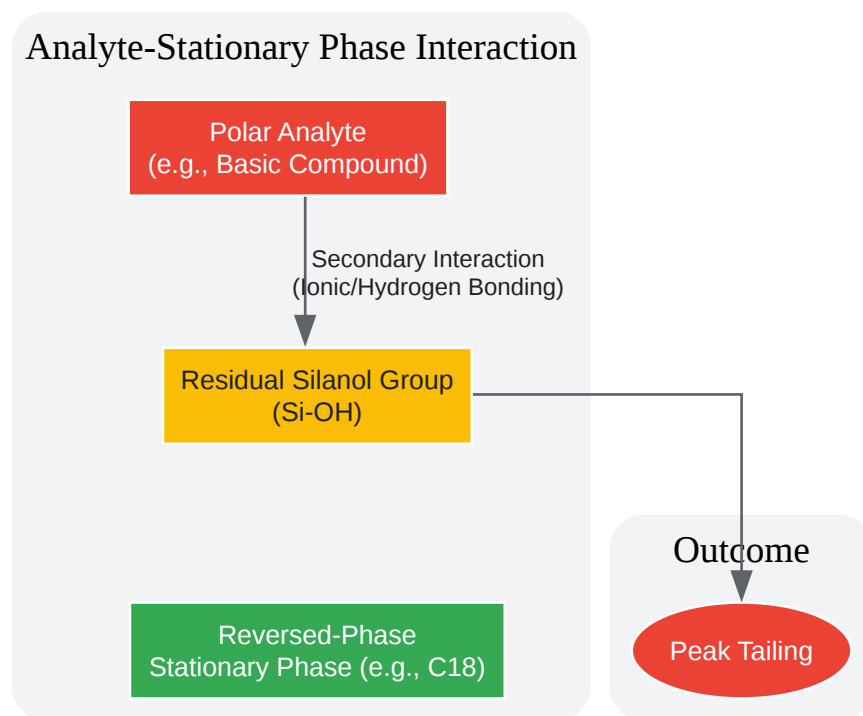 Analyte-Stationary Phase Interaction
Polar Analyte
(e.g., Basic Compound)
Secondary Interaction
(Ionic/Hydrogen Bonding)
Residual Silanol Group
(Si-OH)
Reversed-Phase
Stationary Phase (e.g., C18)
Outcome
Peak Tailing